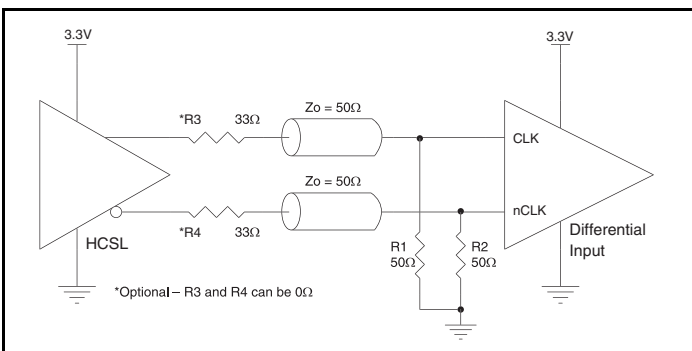 3.3V
3.3V
*R3
33Ω
Zo = 50Ω
CLK
Zo = 50Ω
nCLK
*R4
33Ω
HCSL
R1
50Ω
R2
50Ω
Differential
Input
*Optional – R3 and R4 can be 0Ω